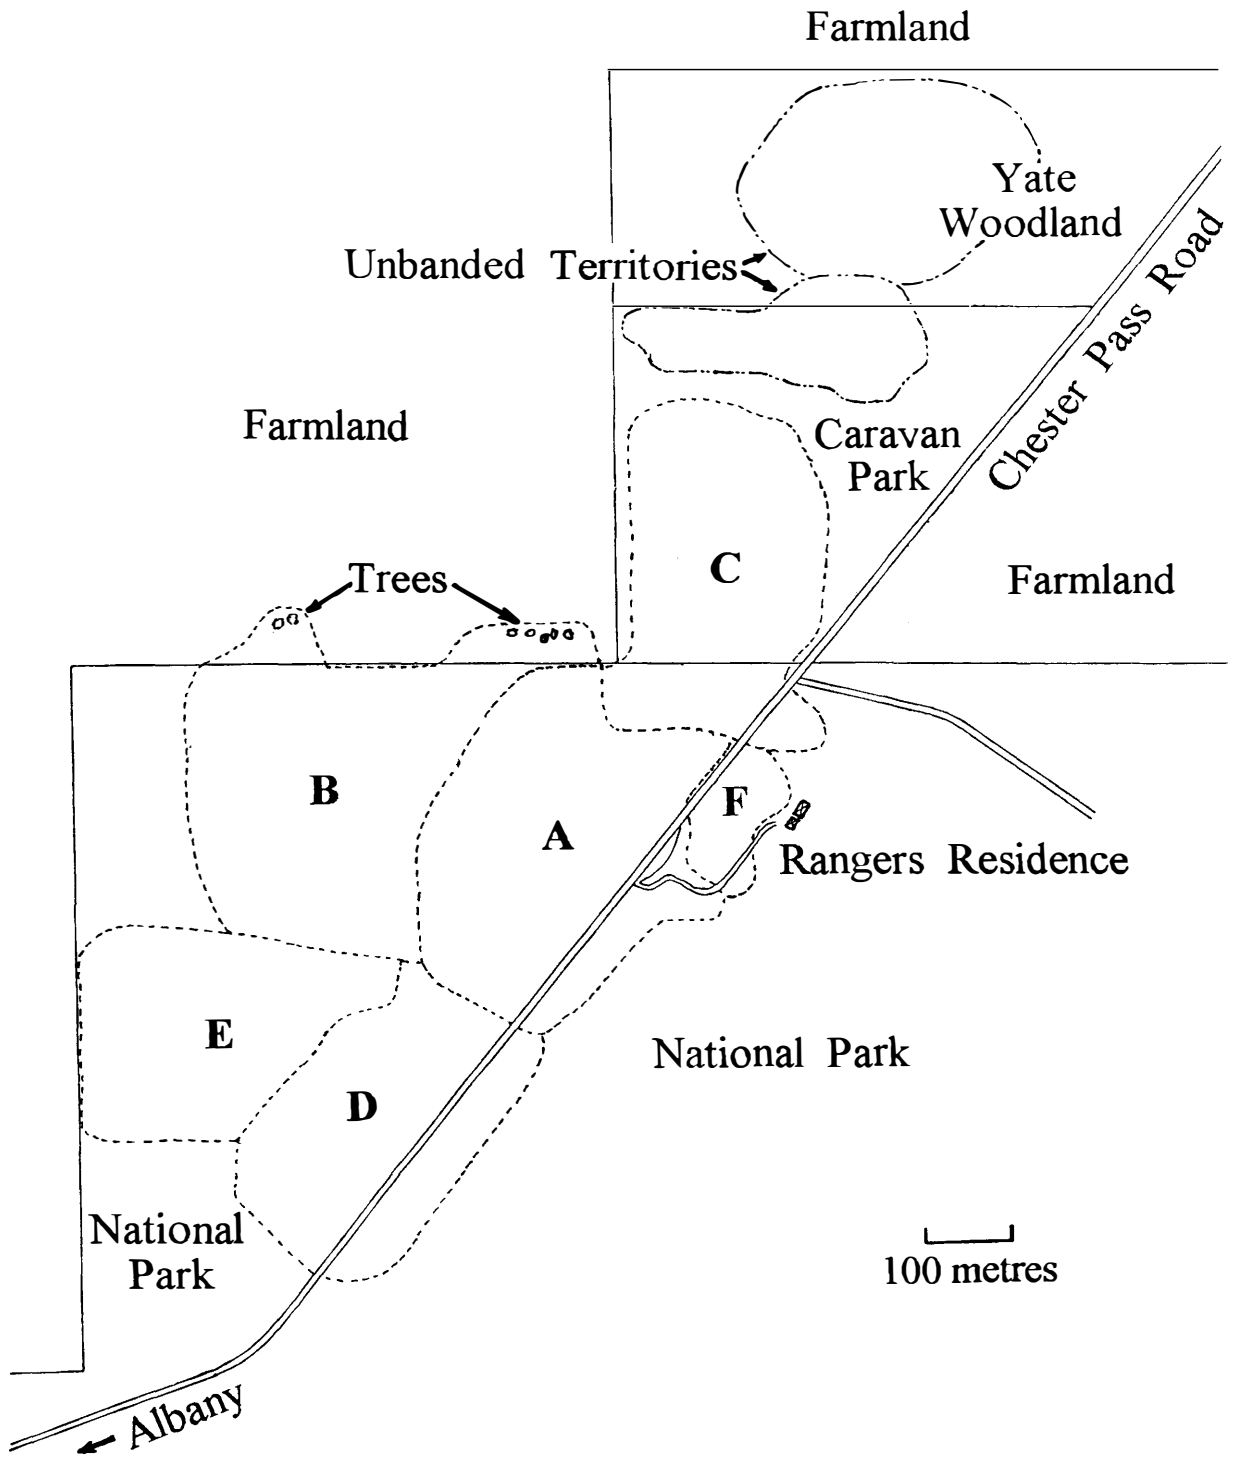 Farmland
Yate
Woodland
Unbanded Territories
Chester Pass Road
Farmland
Caravan
Park
C
Trees
Farmland
B
F
A
Rangers Residence
E
National Park
D
National
Park
100 metres
Albany